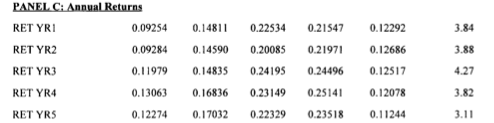 PANEL C: Annual Returns
RET YR1 0.09254 0.14811 0.22534 0.21547 0.12292 3.84
RET YR2 0.09284 0.14590 0.20085 0.21971 0.12686 3.88
RET YR3 0.11979 0.14835 0.24195 0.24496 0.12517 4.27
RET YR4 0.13063 0.16836 0.23149 0.25141 0.12078 3.82
RET YR5 0.12274 0.17032 0.22329 0.23518 0.11244 3.11